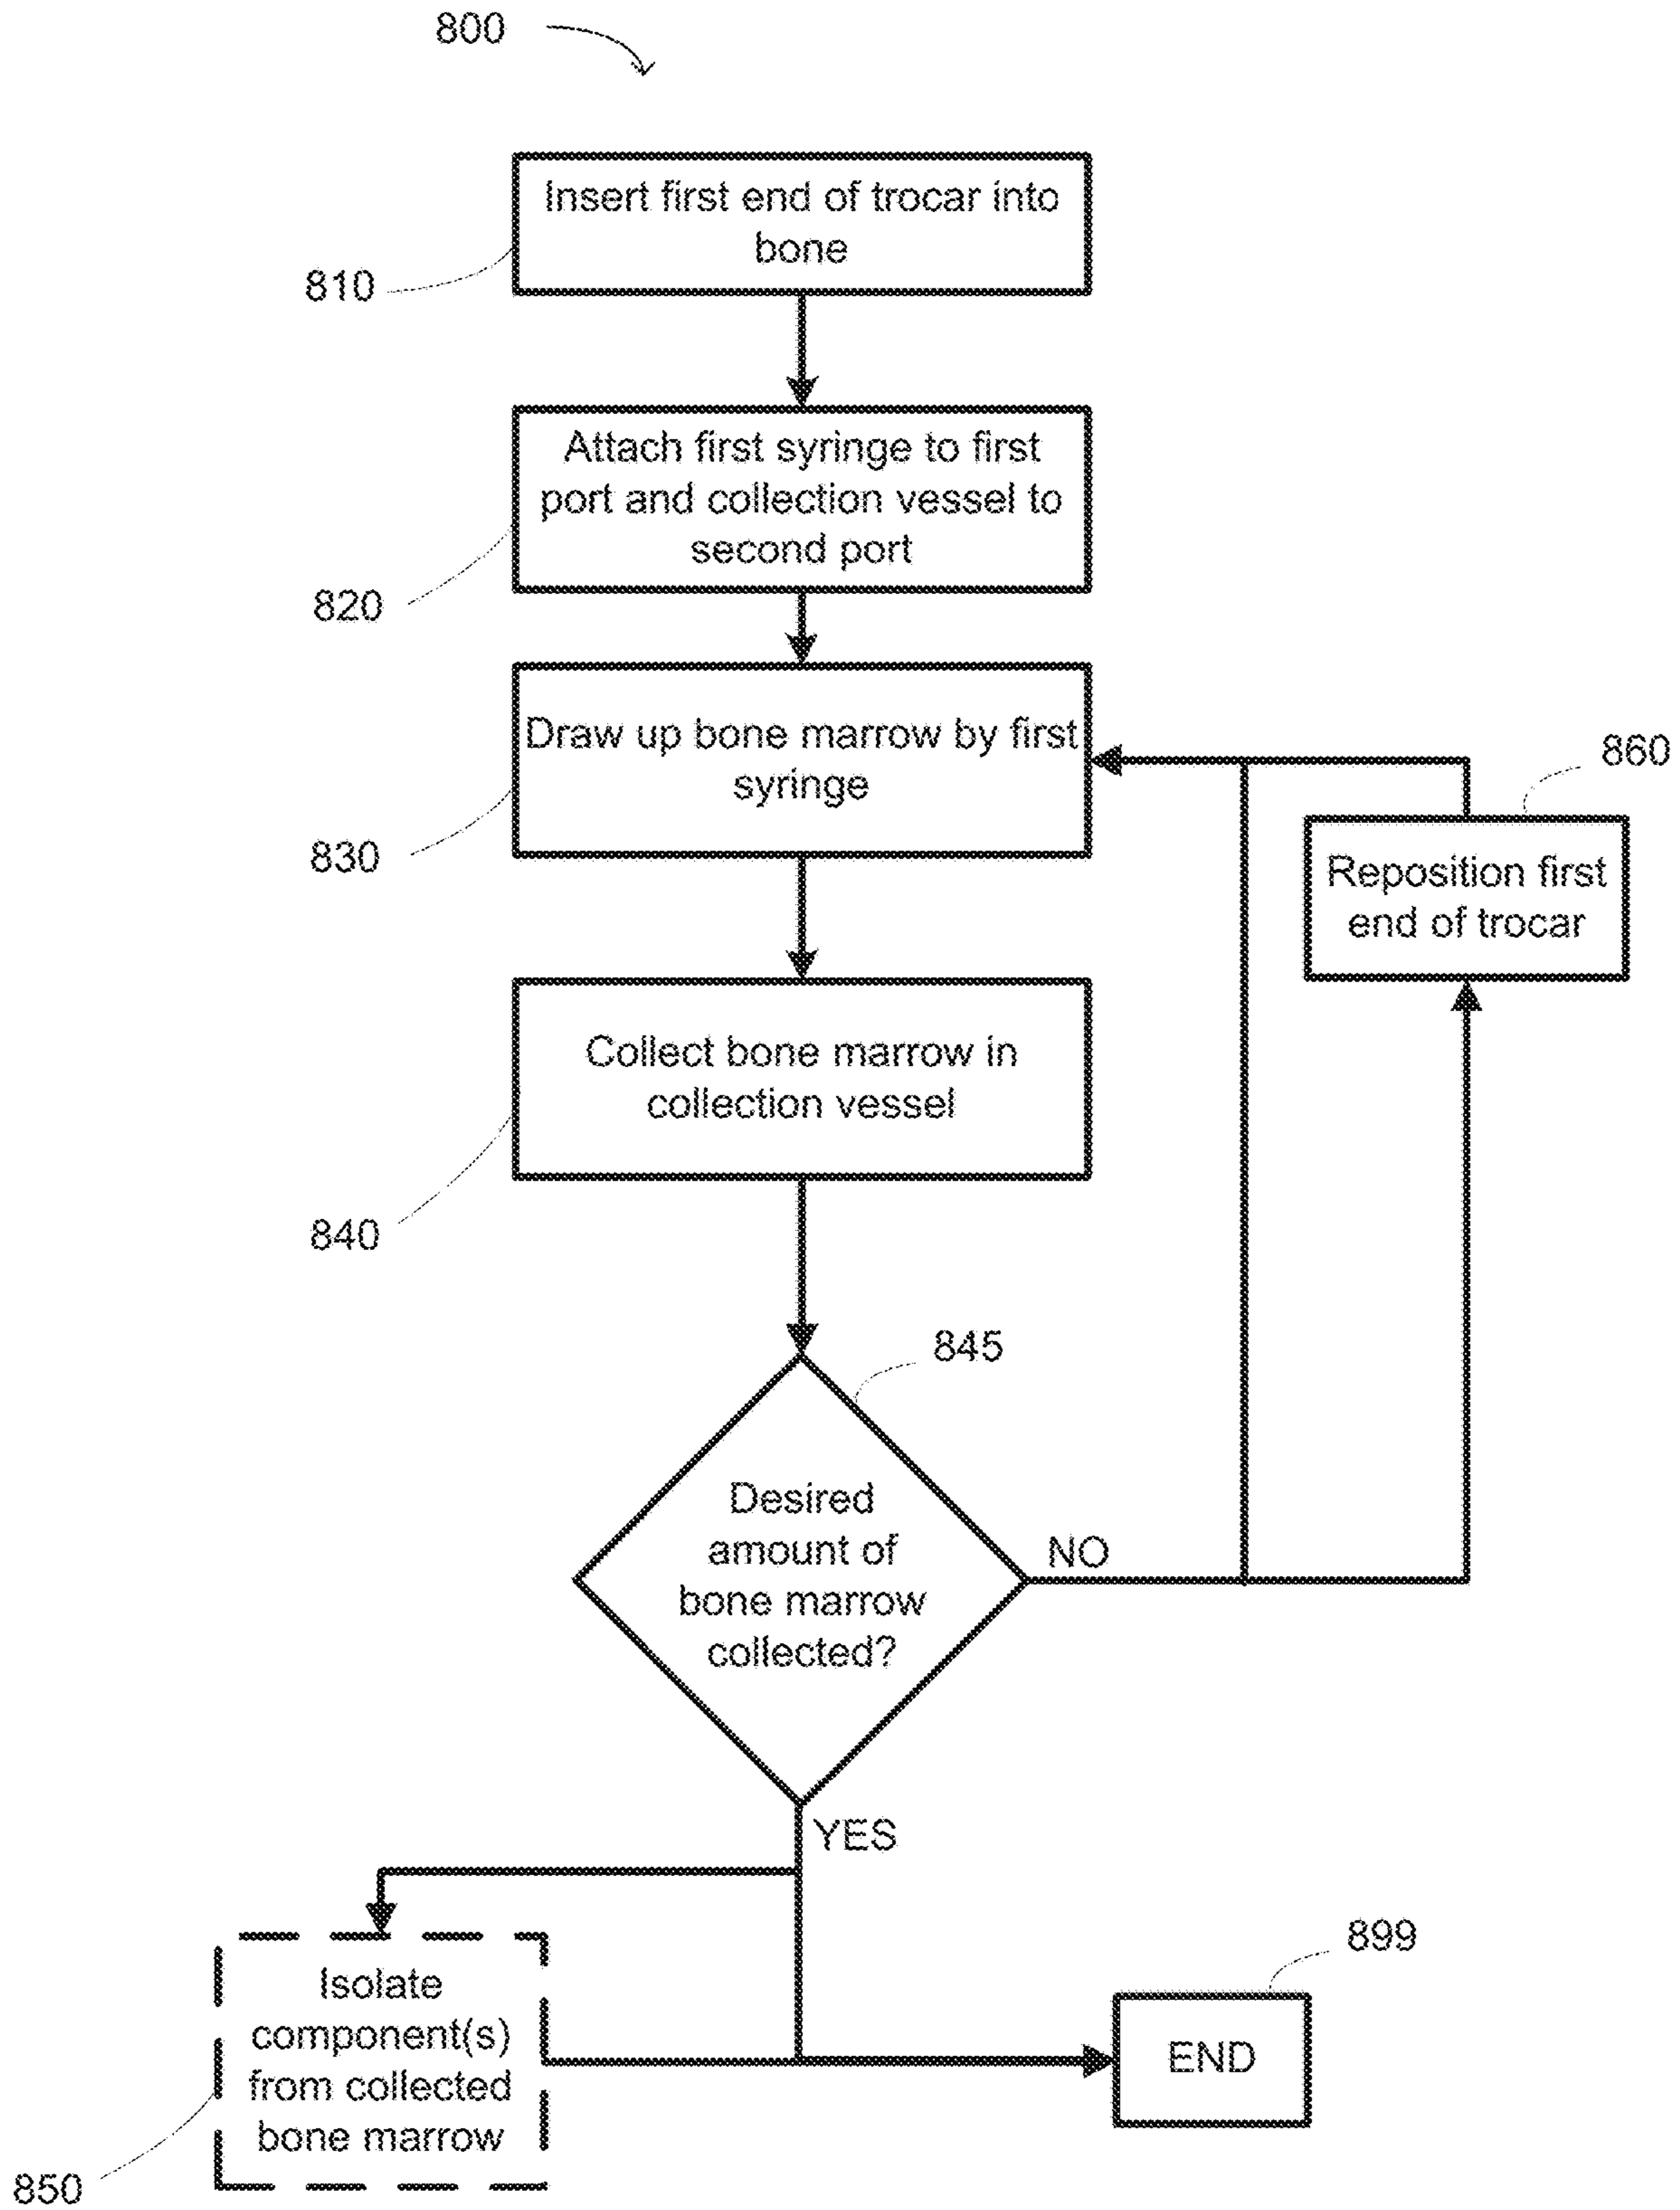 800
Insert first end of trocar into
bone
810
Attach first syringe to first
port and collection vessel to
second port
820
Draw up bone marrow by first
syringe
830
860
Reposition first
end of trocar
Collect bone marrow in
collection vessel
840
845
Desired
amount of
bone marrow
collected?
NO
YES
Isolate
component(s)
from collected
bone marrow
850
899
END